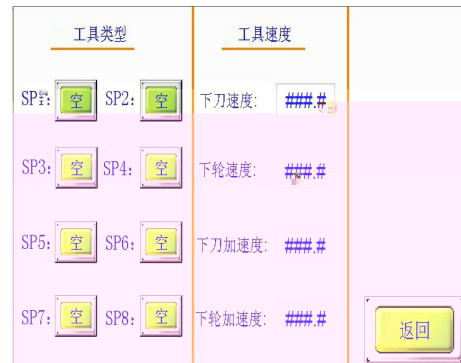 工具类型 工具速度
SP1: 空 SP2: 空 下刀速度: ###.#
SP3: 空 SP4: 空 下轮速度: ###.#
SP5: 空 SP6: 空 下刀加速度: ###.#
SP7: 空 SP8: 空 下轮加速度: ###.#
返回